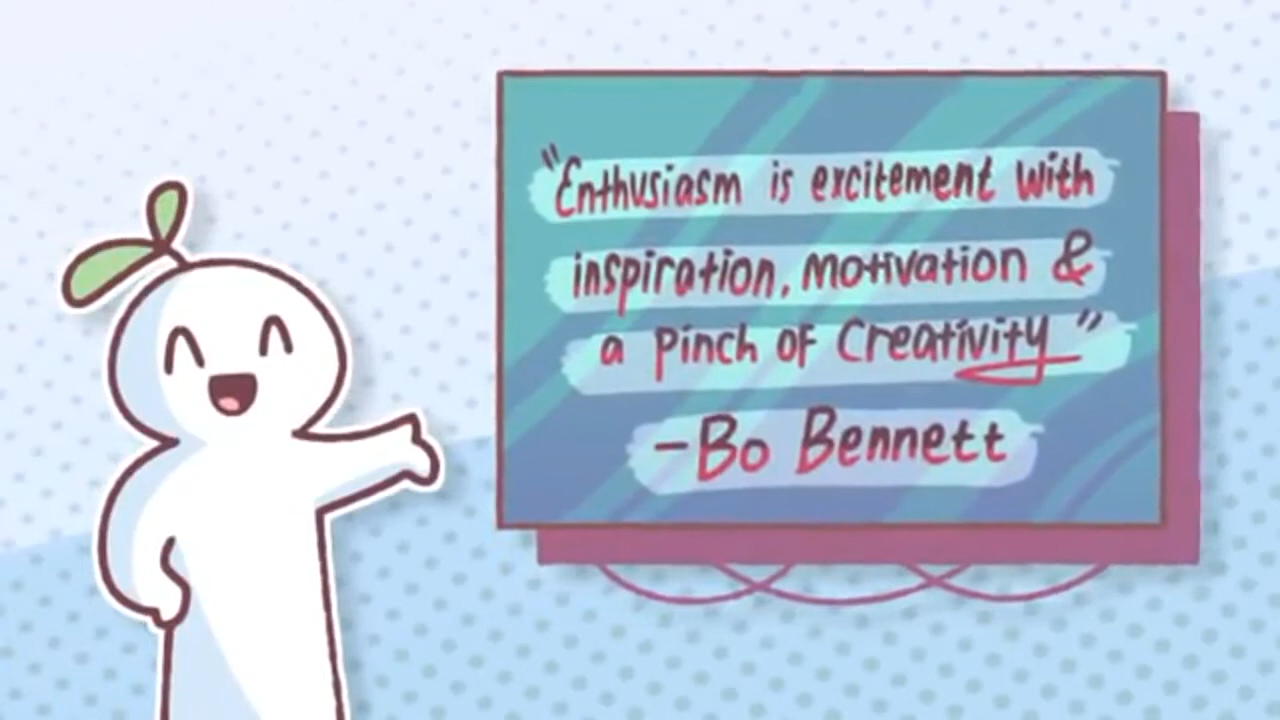 "Enthusiasm is excitement with
inspiration, motivation &
a pinch of Creativity"
-Bo Bennett